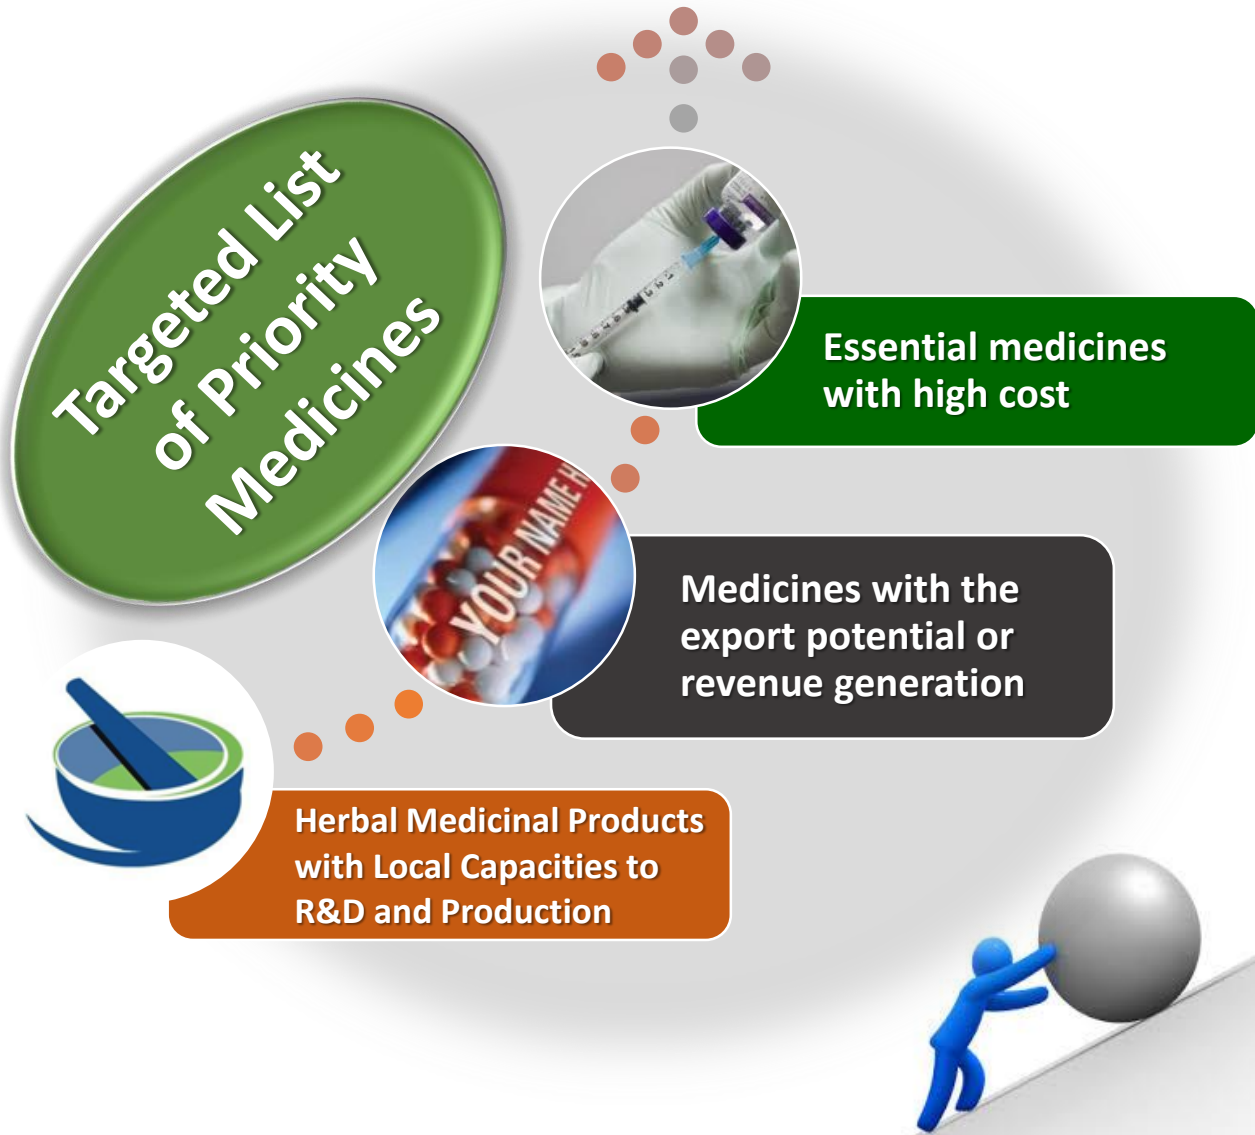 Targeted List
of Priority
Medicines
Essential medicines
with high cost
YOUR NAME H
Medicines with the
export potential or
revenue generation
Herbal Medicinal Products
with Local Capacities to
R&D and Production